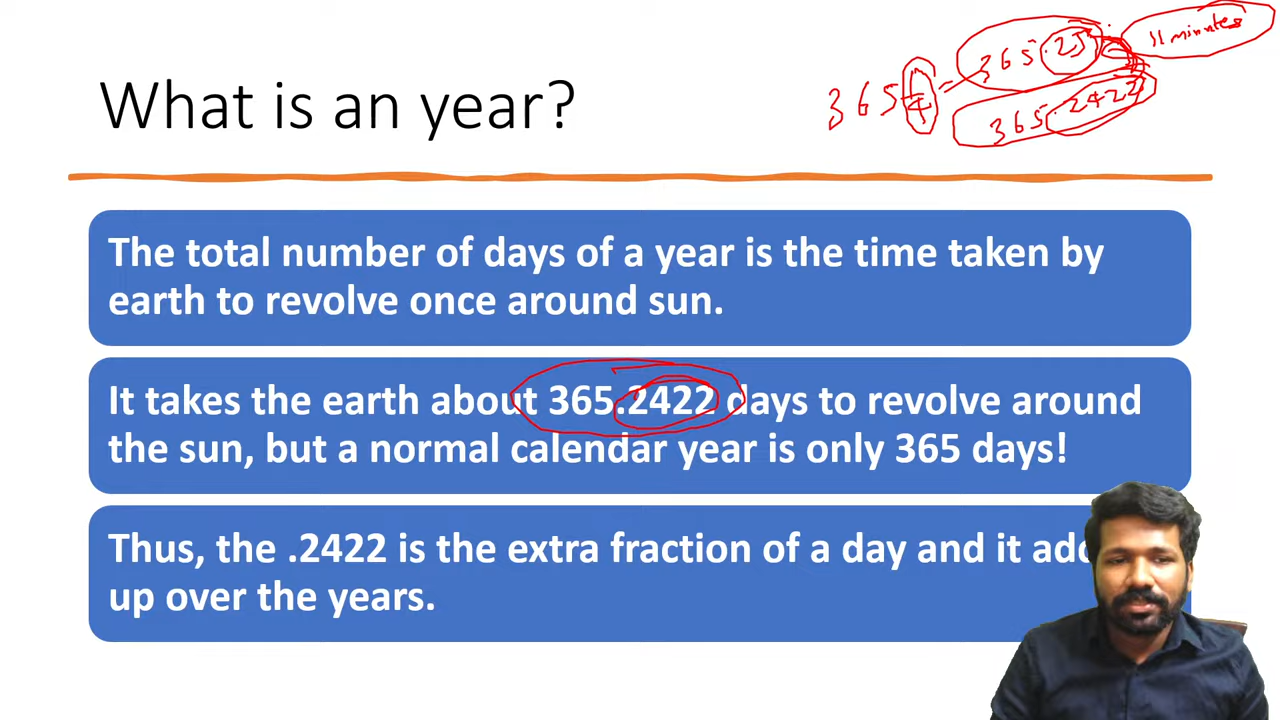 What is an year?
365 1/4 = 365.25
11 minutes
365.2422
The total number of days of a year is the time taken by
earth to revolve once around sun.
It takes the earth about 365.2422 days to revolve around
the sun, but a normal calendar year is only 365 days!
Thus, the .2422 is the extra fraction of a day and it
up over the years.